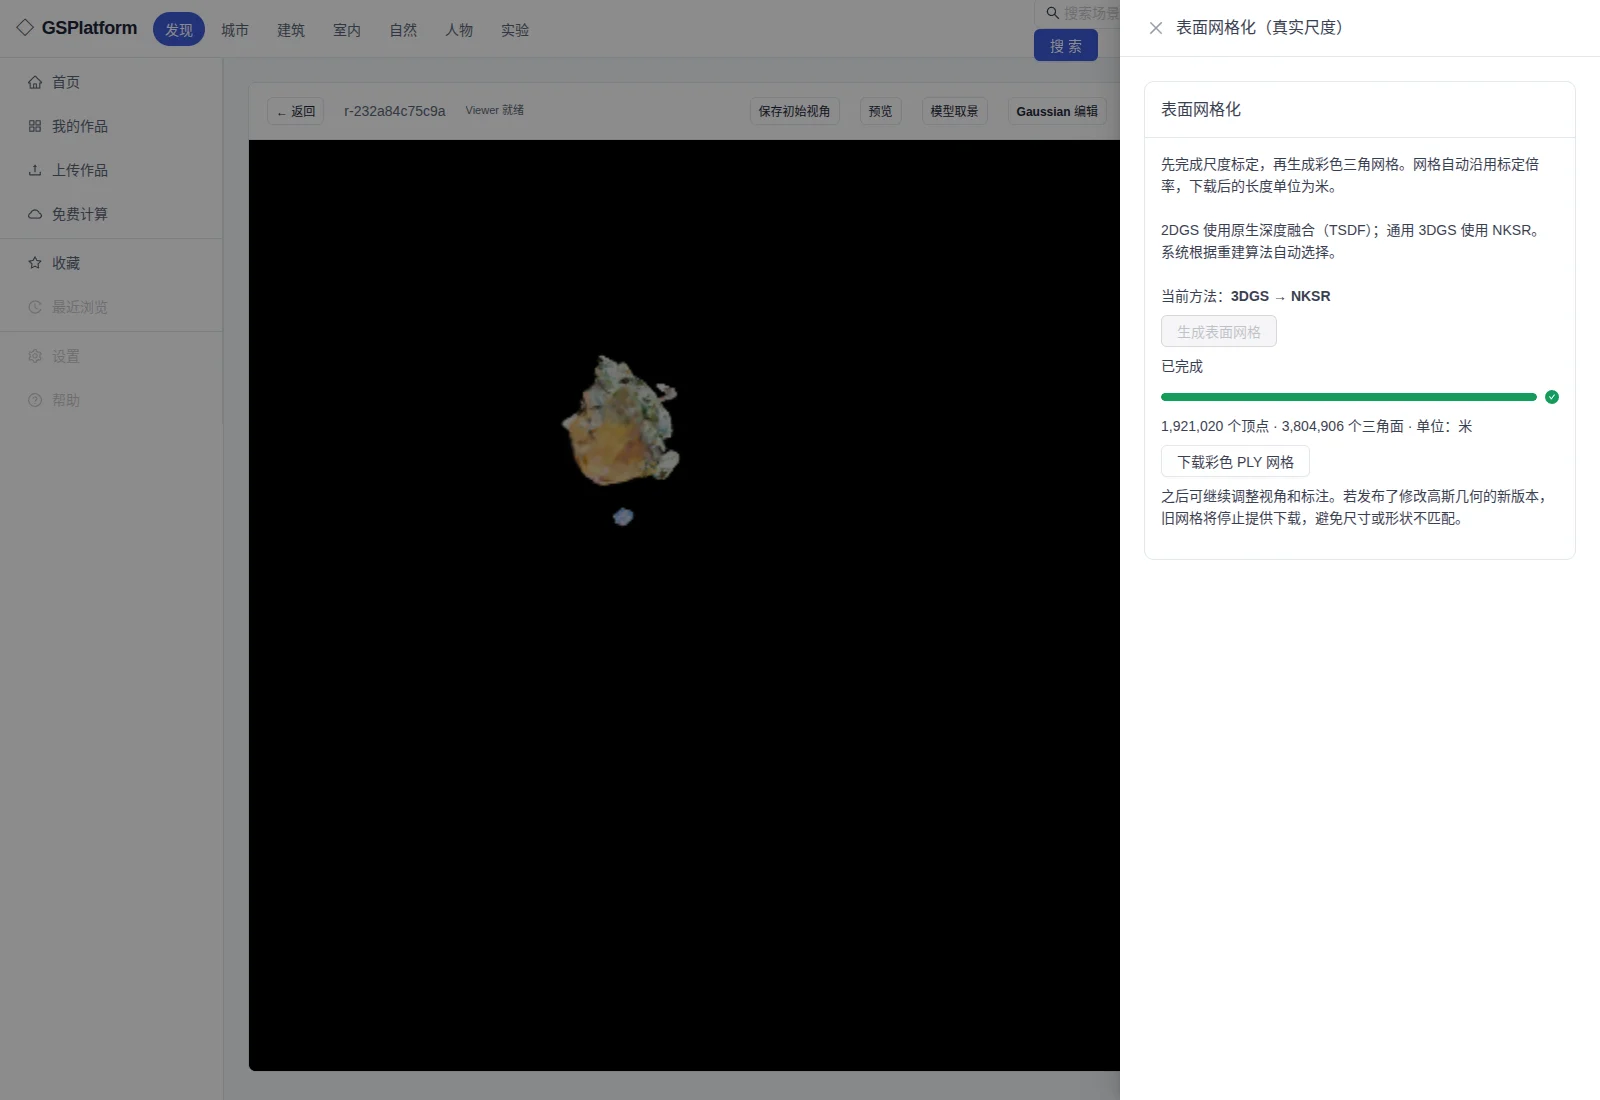 GSPlatform
发现
城市
建筑
室内
自然
人物
实验
搜索场景
搜 索
首页
我的作品
上传作品
免费计算
收藏
最近浏览
设置
帮助
← 返回
r-232a84c75c9a
Viewer 就绪
保存初始视角
预览
模型取景
Gaussian 编辑
表面网格化（真实尺度）
表面网格化
先完成尺度标定，再生成彩色三角网格。网格自动沿用标定倍
率，下载后的长度单位为米。
2DGS 使用原生深度融合（TSDF）；通用 3DGS 使用 NKSR。
系统根据重建算法自动选择。
当前方法：3DGS → NKSR
生成表面网格
已完成
1,921,020 个顶点 · 3,804,906 个三角面 · 单位：米
下载彩色 PLY 网格
之后可继续调整视角和标注。若发布了修改高斯几何的新版本，
旧网格将停止提供下载，避免尺寸或形状不匹配。